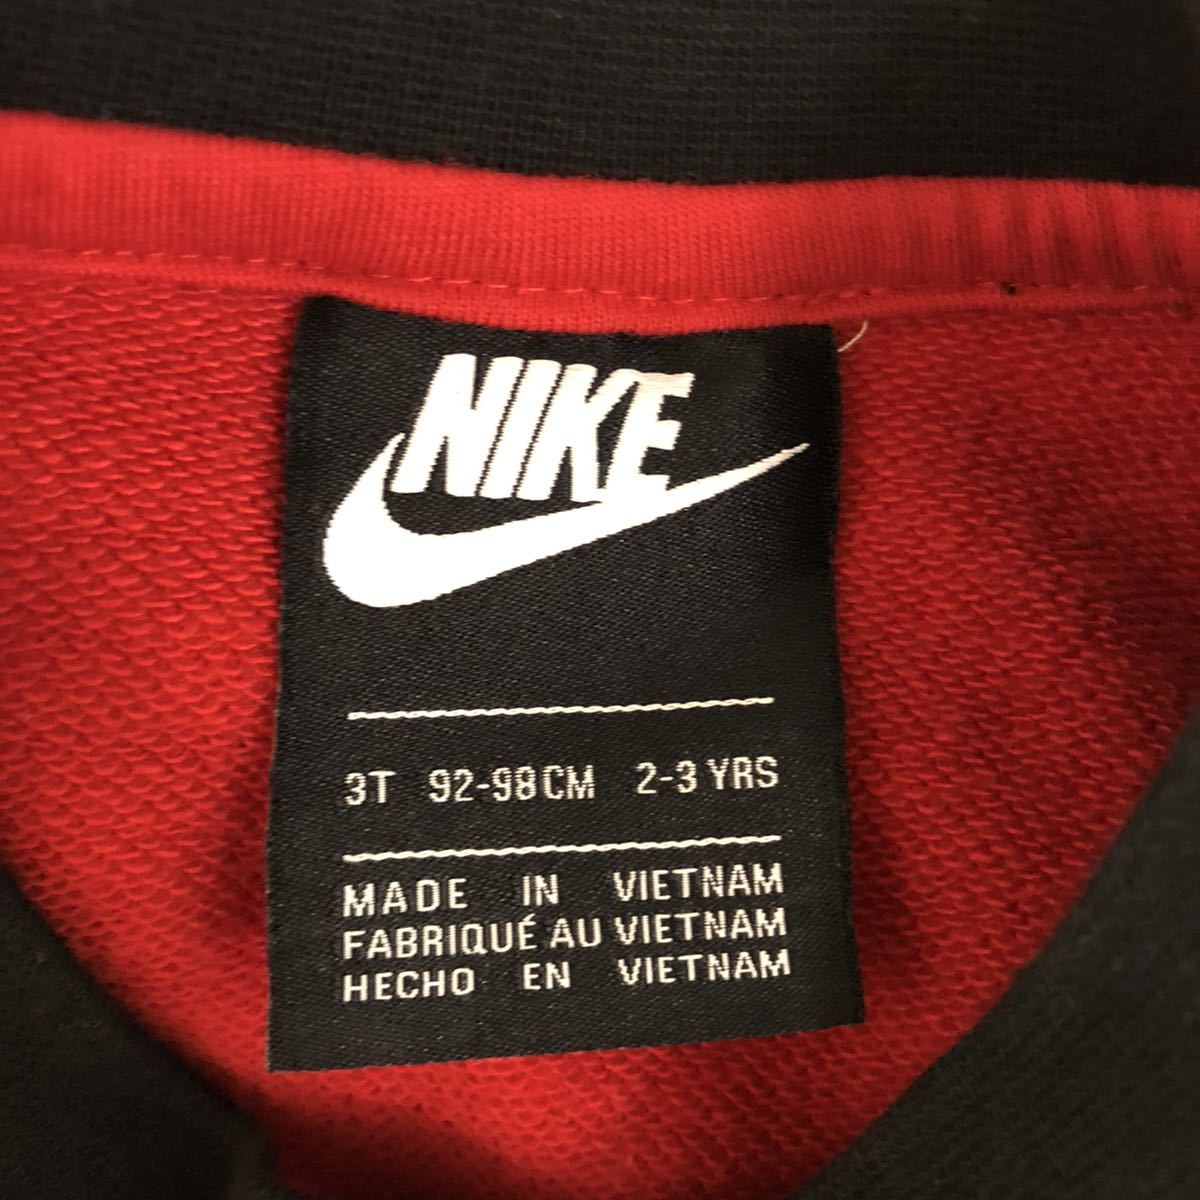 NIKE
3T 92-98CM 2-3 YRS
MADE IN VIETNAM
FABRIQUÉ AU VIETNAM
HECHO EN VIETNAM